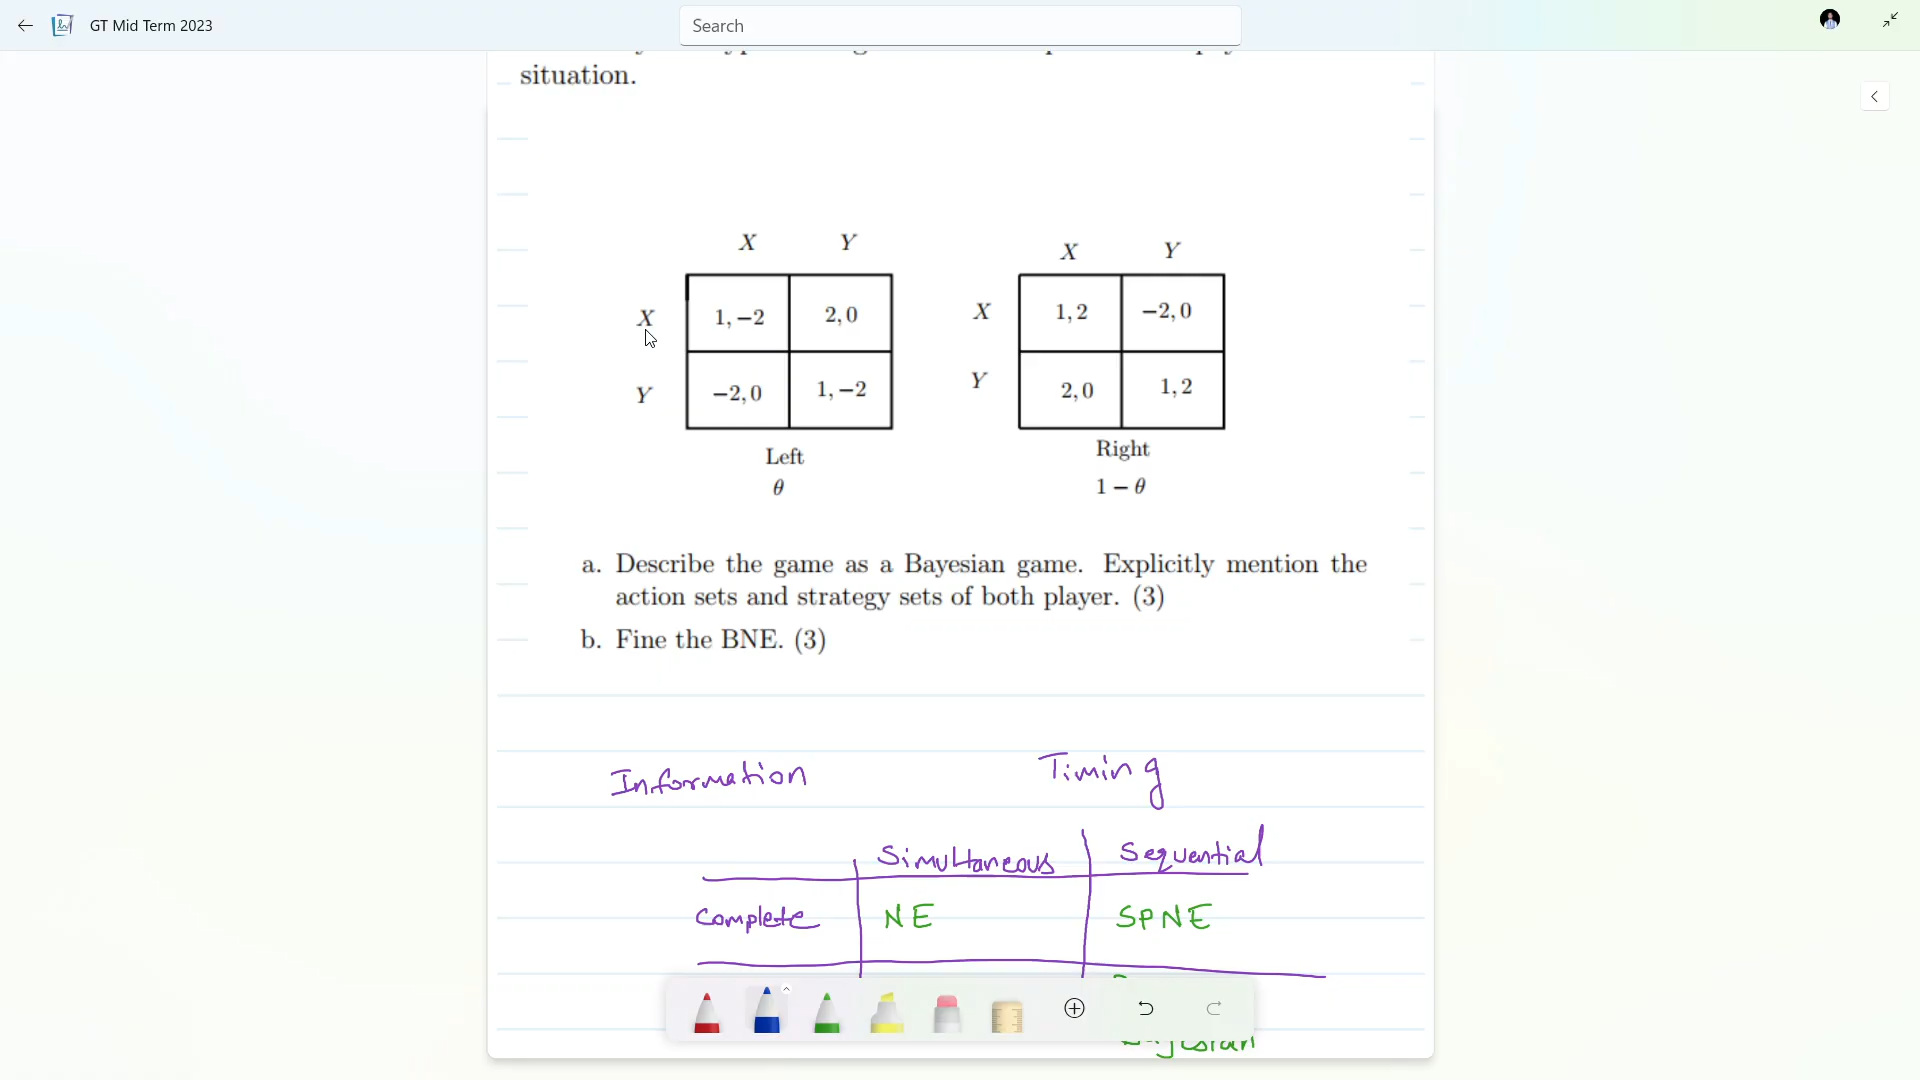 GT Mid Term 2023
Search
situation.
X Y
X 1, −2 2, 0
Y −2, 0 1, −2
Left
θ
X Y
X 1, 2 −2, 0
Y 2, 0 1, 2
Right
1 − θ
a. Describe the game as a Bayesian game. Explicitly mention the
action sets and strategy sets of both player. (3)
b. Fine the BNE. (3)
Information Timing
Simultaneous Sequential
Complete NE SPNE